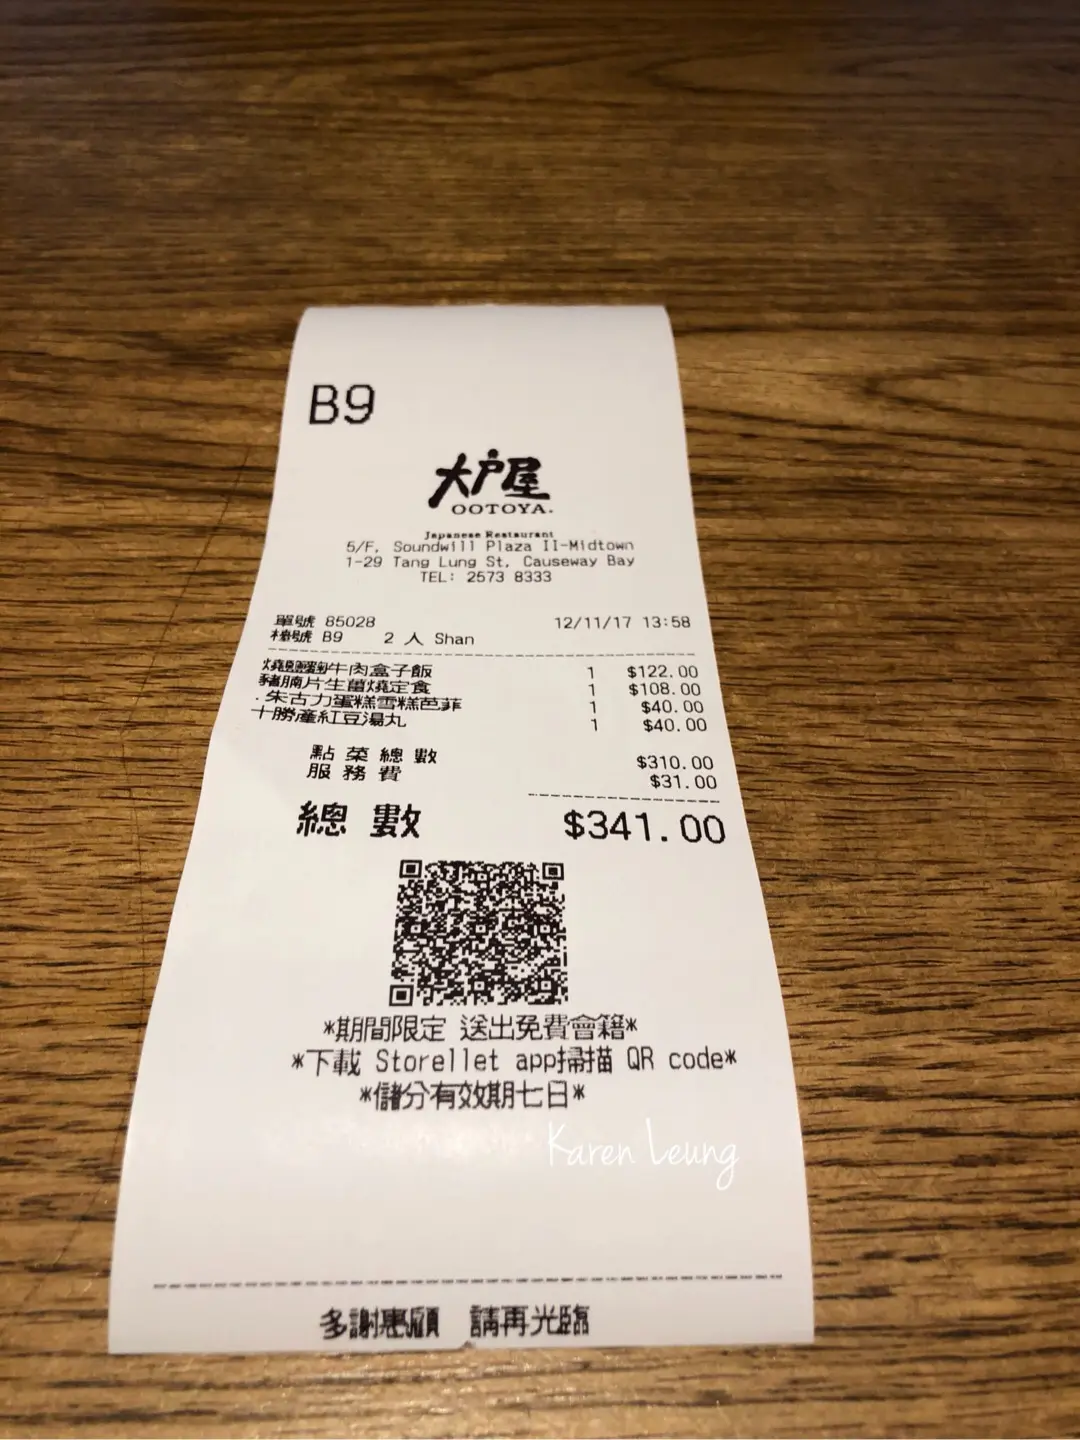 B9
大戶屋
OOTOYA.
Japanese Restaurant
5/F, Soundwill Plaza II-Midtown
1-29 Tang Lung St, Causeway Bay
TEL: 2573 8333
單號 85028 12/11/17 13:58
檯號 B9 2 人 Shan
燒鹽麴牛肉盒子飯 1 $122.00
豬腩片生薑燒定食 1 $108.00
.朱古力蛋糕雪糕芭菲 1 $40.00
十勝產紅豆湯丸 1 $40.00
點菜總數 $310.00
服務費 $31.00
總數 $341.00
*期間限定 送出免費會籍*
*下載 Storellet app掃描 QR code*
*儲分有效期七日*
Karen Leung
多謝惠顧 請再光臨